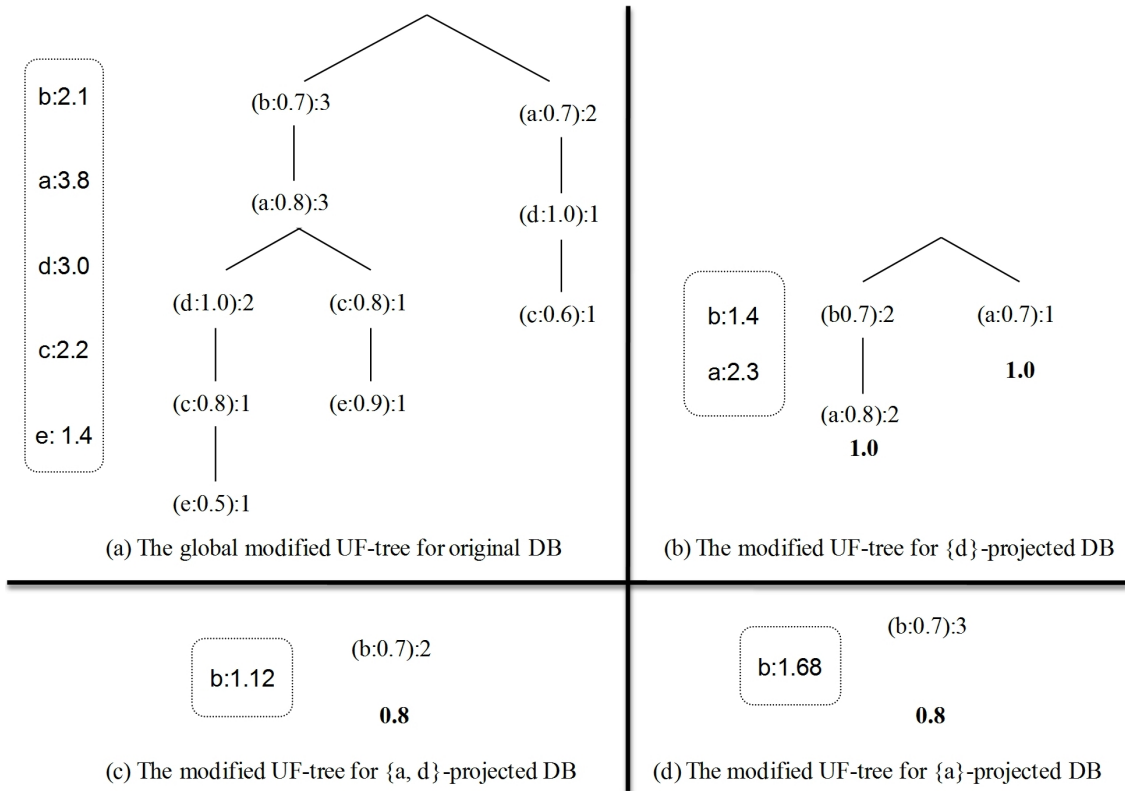 b:2.1
a:3.8
d:3.0
c:2.2
e: 1.4
(b:0.7):3
(a:0.7):2
(a:0.8):3
(d:1.0):1
(d:1.0):2
(c:0.8):1
(c:0.6):1
(c:0.8):1
(e:0.9):1
(e:0.5):1
(a) The global modified UF-tree for original DB
b:1.4
a:2.3
(b0.7):2
(a:0.7):1
1.0
(a:0.8):2
1.0
(b) The modified UF-tree for {d}-projected DB
b:1.12
(b:0.7):2
0.8
(c) The modified UF-tree for {a, d}-projected DB
b:1.68
(b:0.7):3
0.8
(d) The modified UF-tree for {a}-projected DB